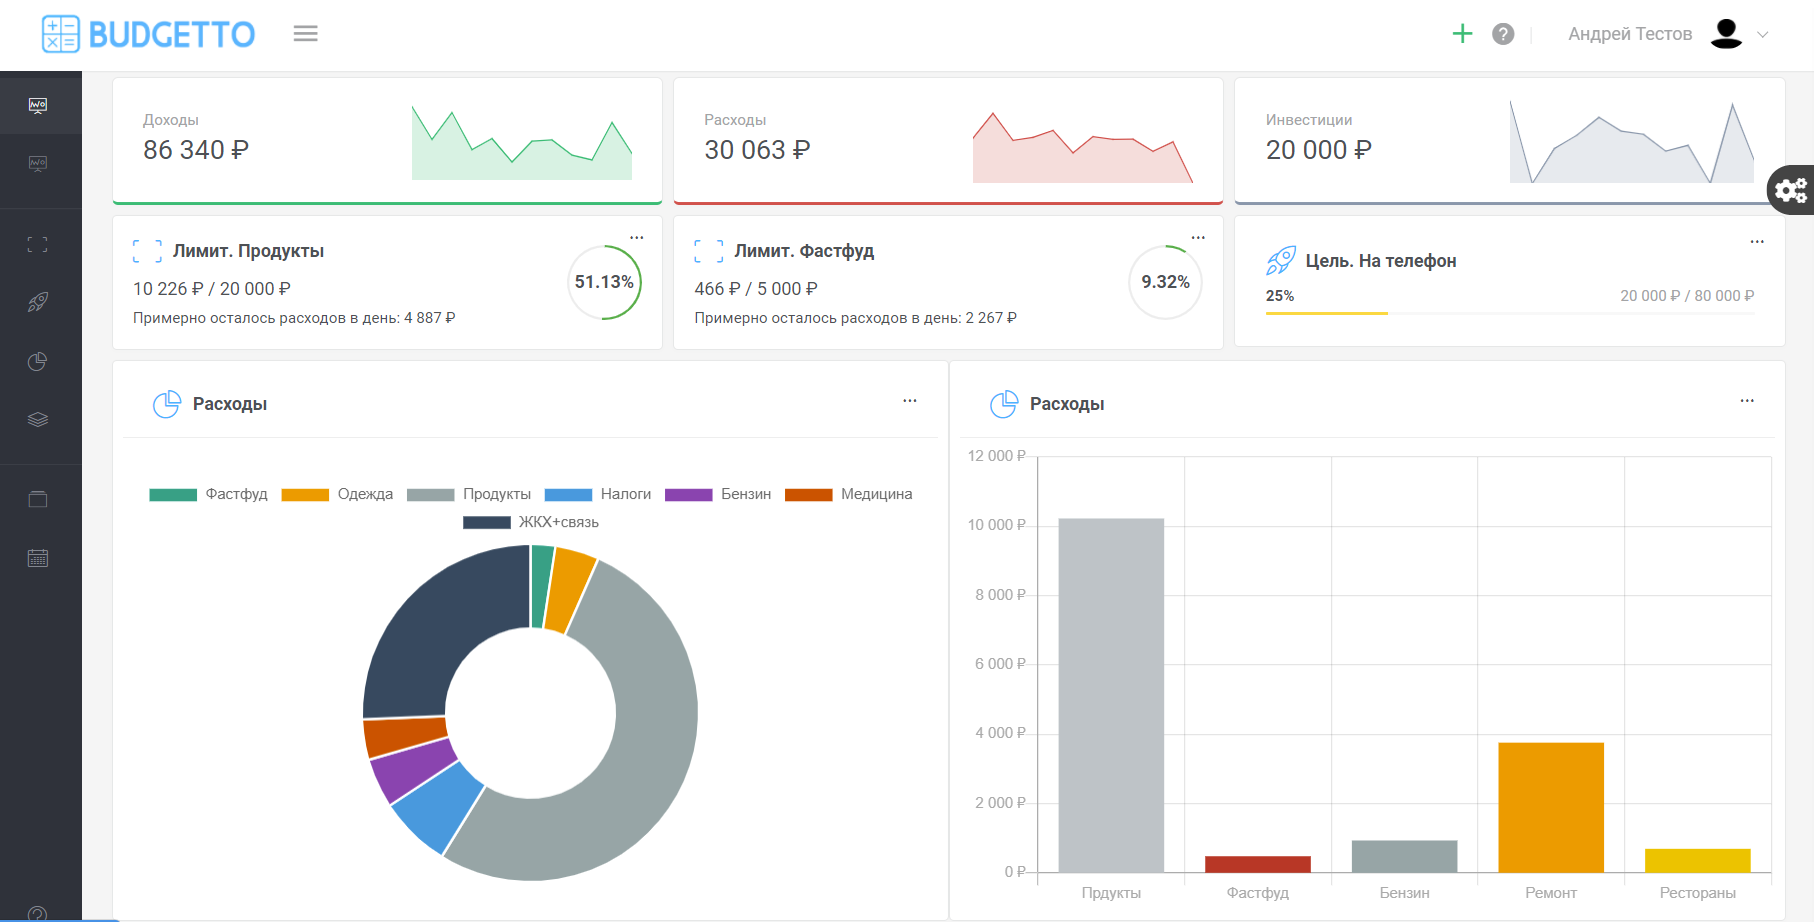 BUDGETTO
Андрей Тестов
Доходы
86 340 ₽
Расходы
30 063 ₽
Инвестиции
20 000 ₽
Лимит. Продукты
10 226 ₽ / 20 000 ₽
Примерно осталось расходов в день: 4 887 ₽
51.13%
Лимит. Фастфуд
466 ₽ / 5 000 ₽
Примерно осталось расходов в день: 2 267 ₽
9.32%
Цель. На телефон
25%
20 000 ₽ / 80 000 ₽
Расходы
Фастфуд Одежда Продукты Налоги Бензин Медицина
ЖКХ+связь
Расходы
12 000 ₽
10 000 ₽
8 000 ₽
6 000 ₽
4 000 ₽
2 000 ₽
0 ₽
Прдукты Фастфуд Бензин Ремонт Рестораны